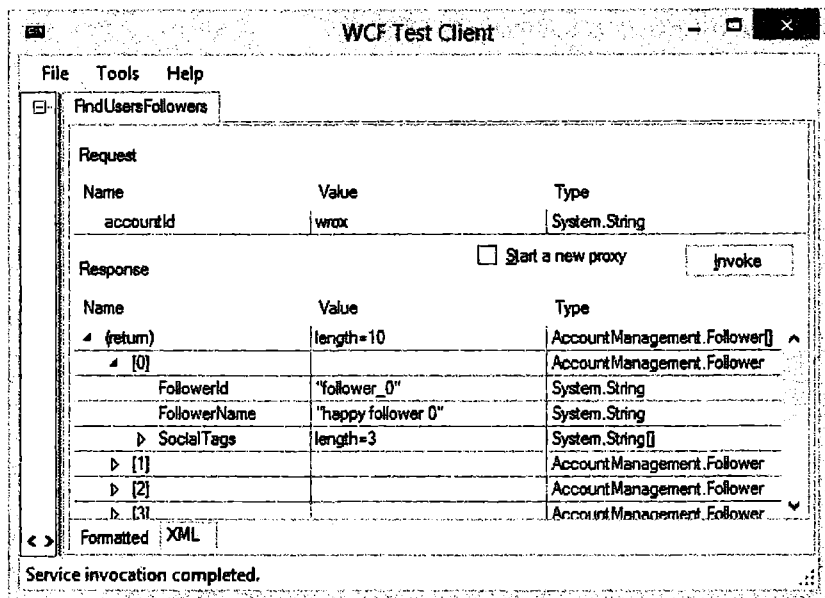 WCF Test Client
File Tools Help
FindUsersFollowers
Request
Name Value Type
accountId wrox System.String
Response Start a new proxy Invoke
Name Value Type
(return) length=10 AccountManagement.Follower[]
[0] AccountManagement.Follower
FollowerId "follower_0" System.String
FollowerName "happy follower 0" System.String
SocialTags length=3 System.String[]
[1] AccountManagement.Follower
[2] AccountManagement.Follower
[3] AccountManagement.Follower
Formatted XML
Service invocation completed.